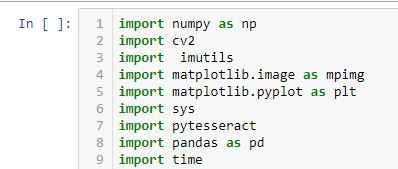 In [ ]:
1 import numpy as np
2 import cv2
3 import  imutils
4 import matplotlib.image as mpimg
5 import matplotlib.pyplot as plt
6 import sys
7 import pytesseract
8 import pandas as pd
9 import time